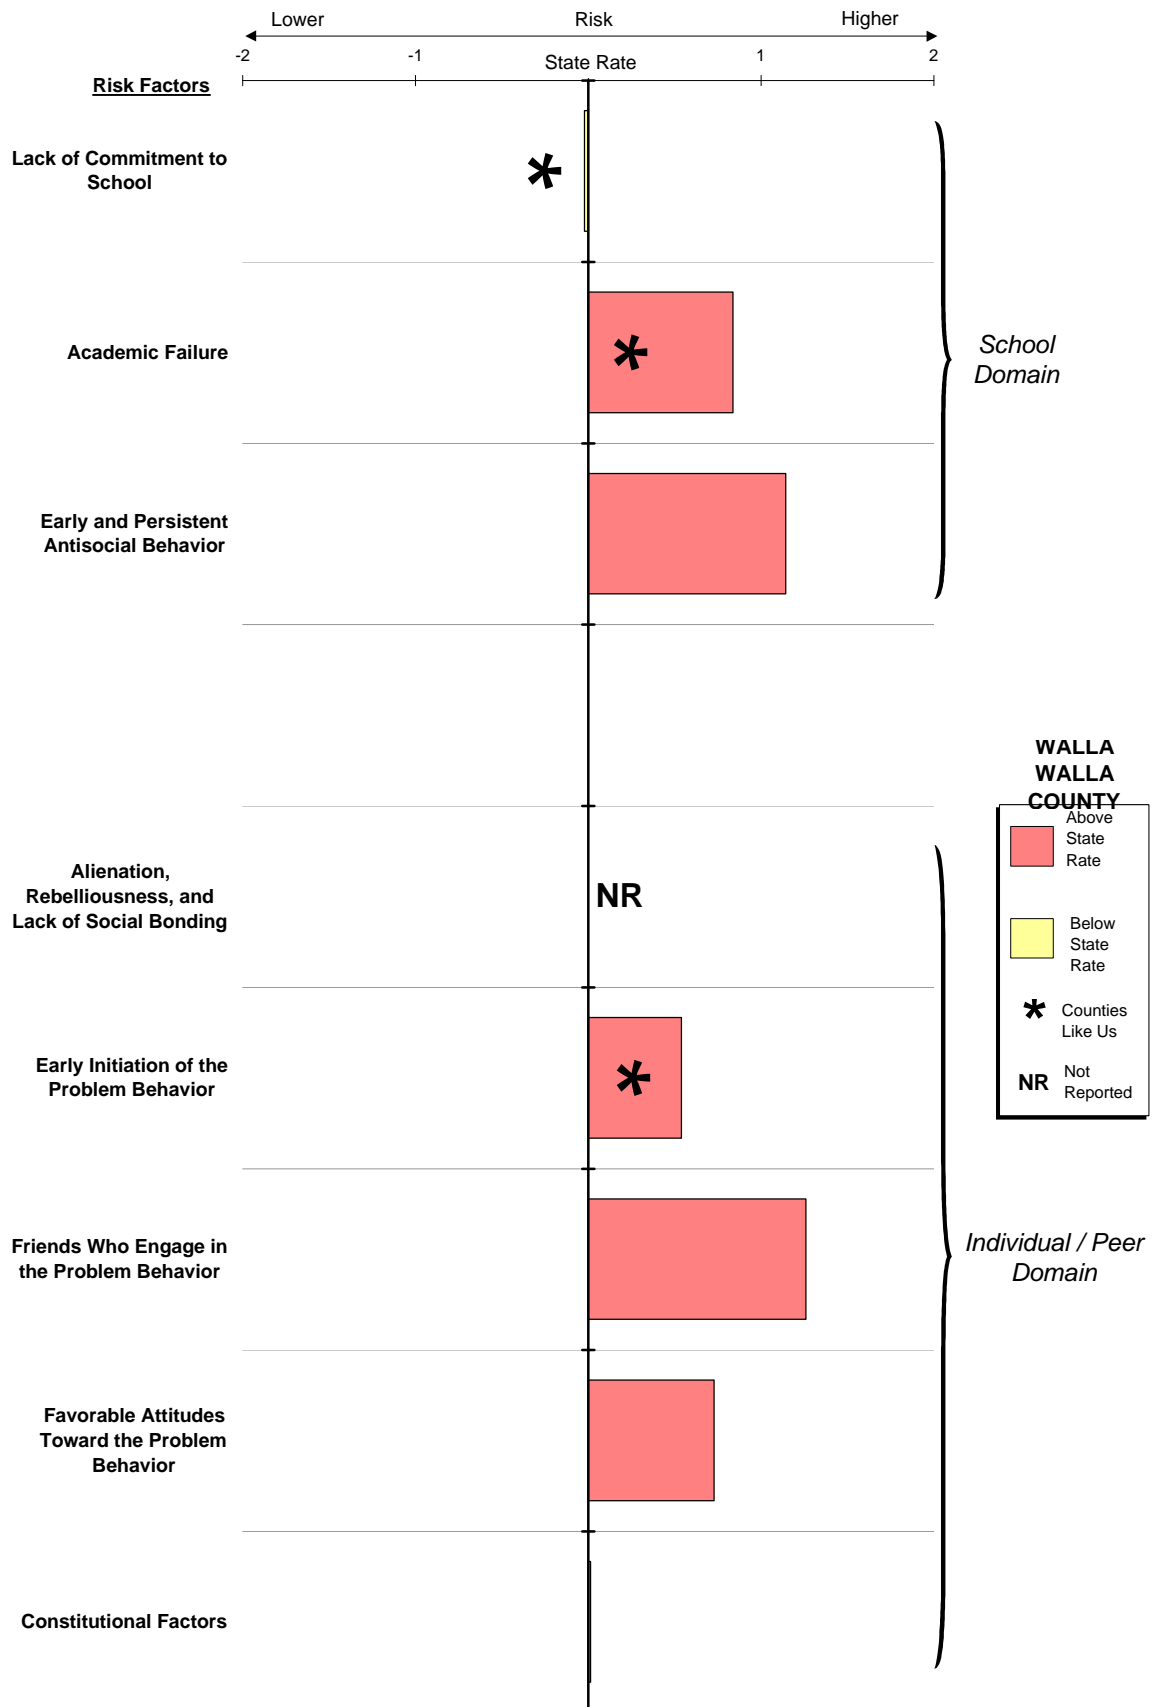 Lower Risk Higher
-2 -1 State Rate 1 2
Risk Factors
Lack of Commitment to
School
*
Academic Failure
*
School
Domain
Early and Persistent
Antisocial Behavior
WALLA
WALLA
COUNTY
Above
State
Rate
Below
State
Rate
* Counties
Like Us
NR Not
Reported
Alienation,
Rebelliousness, and
Lack of Social Bonding
NR
Early Initiation of the
Problem Behavior
*
Friends Who Engage in
the Problem Behavior
Individual / Peer
Domain
Favorable Attitudes
Toward the Problem
Behavior
Constitutional Factors